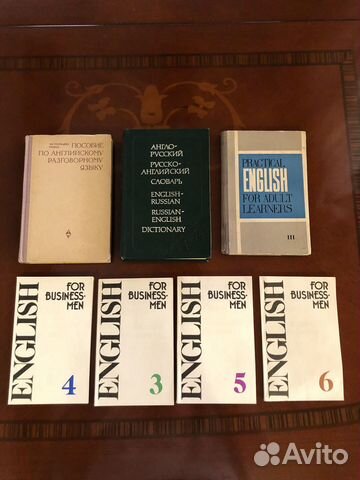 ПОСОБИЕ
ПО АНГЛИЙСКОМУ
РАЗГОВОРНОМУ
ЯЗЫКУ
АНГЛО-
РУССКИЙ
РУССКО-
АНГЛИЙСКИЙ
СЛОВАРЬ
ENGLISH-
RUSSIAN
RUSSIAN-
ENGLISH
DICTIONARY
PRACTICAL
ENGLISH
FOR ADULT
LEARNERS
III
ENGLISH
FOR
BUSINESS-
MEN
4
ENGLISH
FOR
BUSINESS-
MEN
3
ENGLISH
FOR
BUSINESS-
MEN
5
ENGLISH
FOR
BUSINESS-
MEN
6
Avito